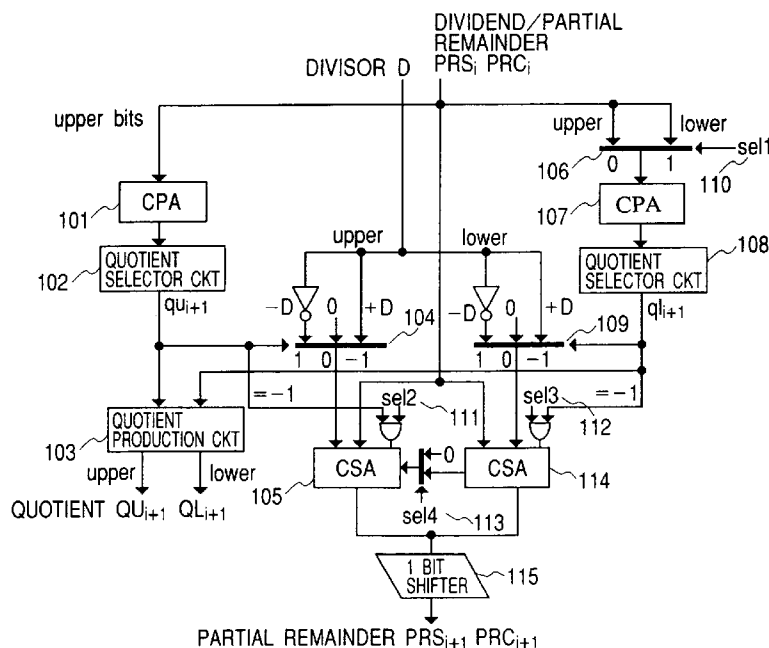 DIVIDEND/PARTIAL
REMAINDER
PRSi PRCi
DIVISOR D
upper bits
upper
lower
sel1
106
0 1
110
CPA
101
107
CPA
108
QUOTIENT
SELECTOR CKT
102
qui+1
upper
lower
QUOTIENT
SELECTOR CKT
qli+1
−D
0
+D
104
1 0 −1
−D
0
+D
109
1 0 −1
=−1
sel2
111
sel3
=−1
112
QUOTIENT
PRODUCTION CKT
103
upper
lower
QUOTIENT QUi+1 QLi+1
CSA
105
0
sel4
113
CSA
114
1 BIT
SHIFTER
115
PARTIAL REMAINDER PRSi+1 PRCi+1